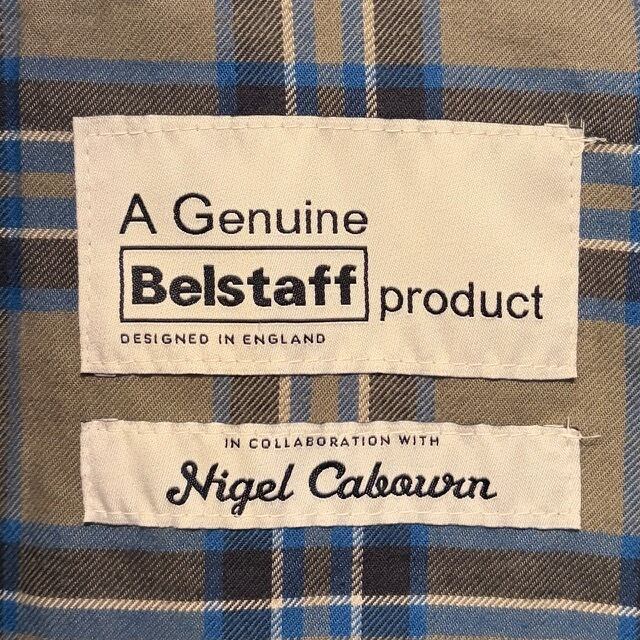 A Genuine
Belstaff product
DESIGNED IN ENGLAND
IN COLLABORATION WITH
Nigel Cabourn